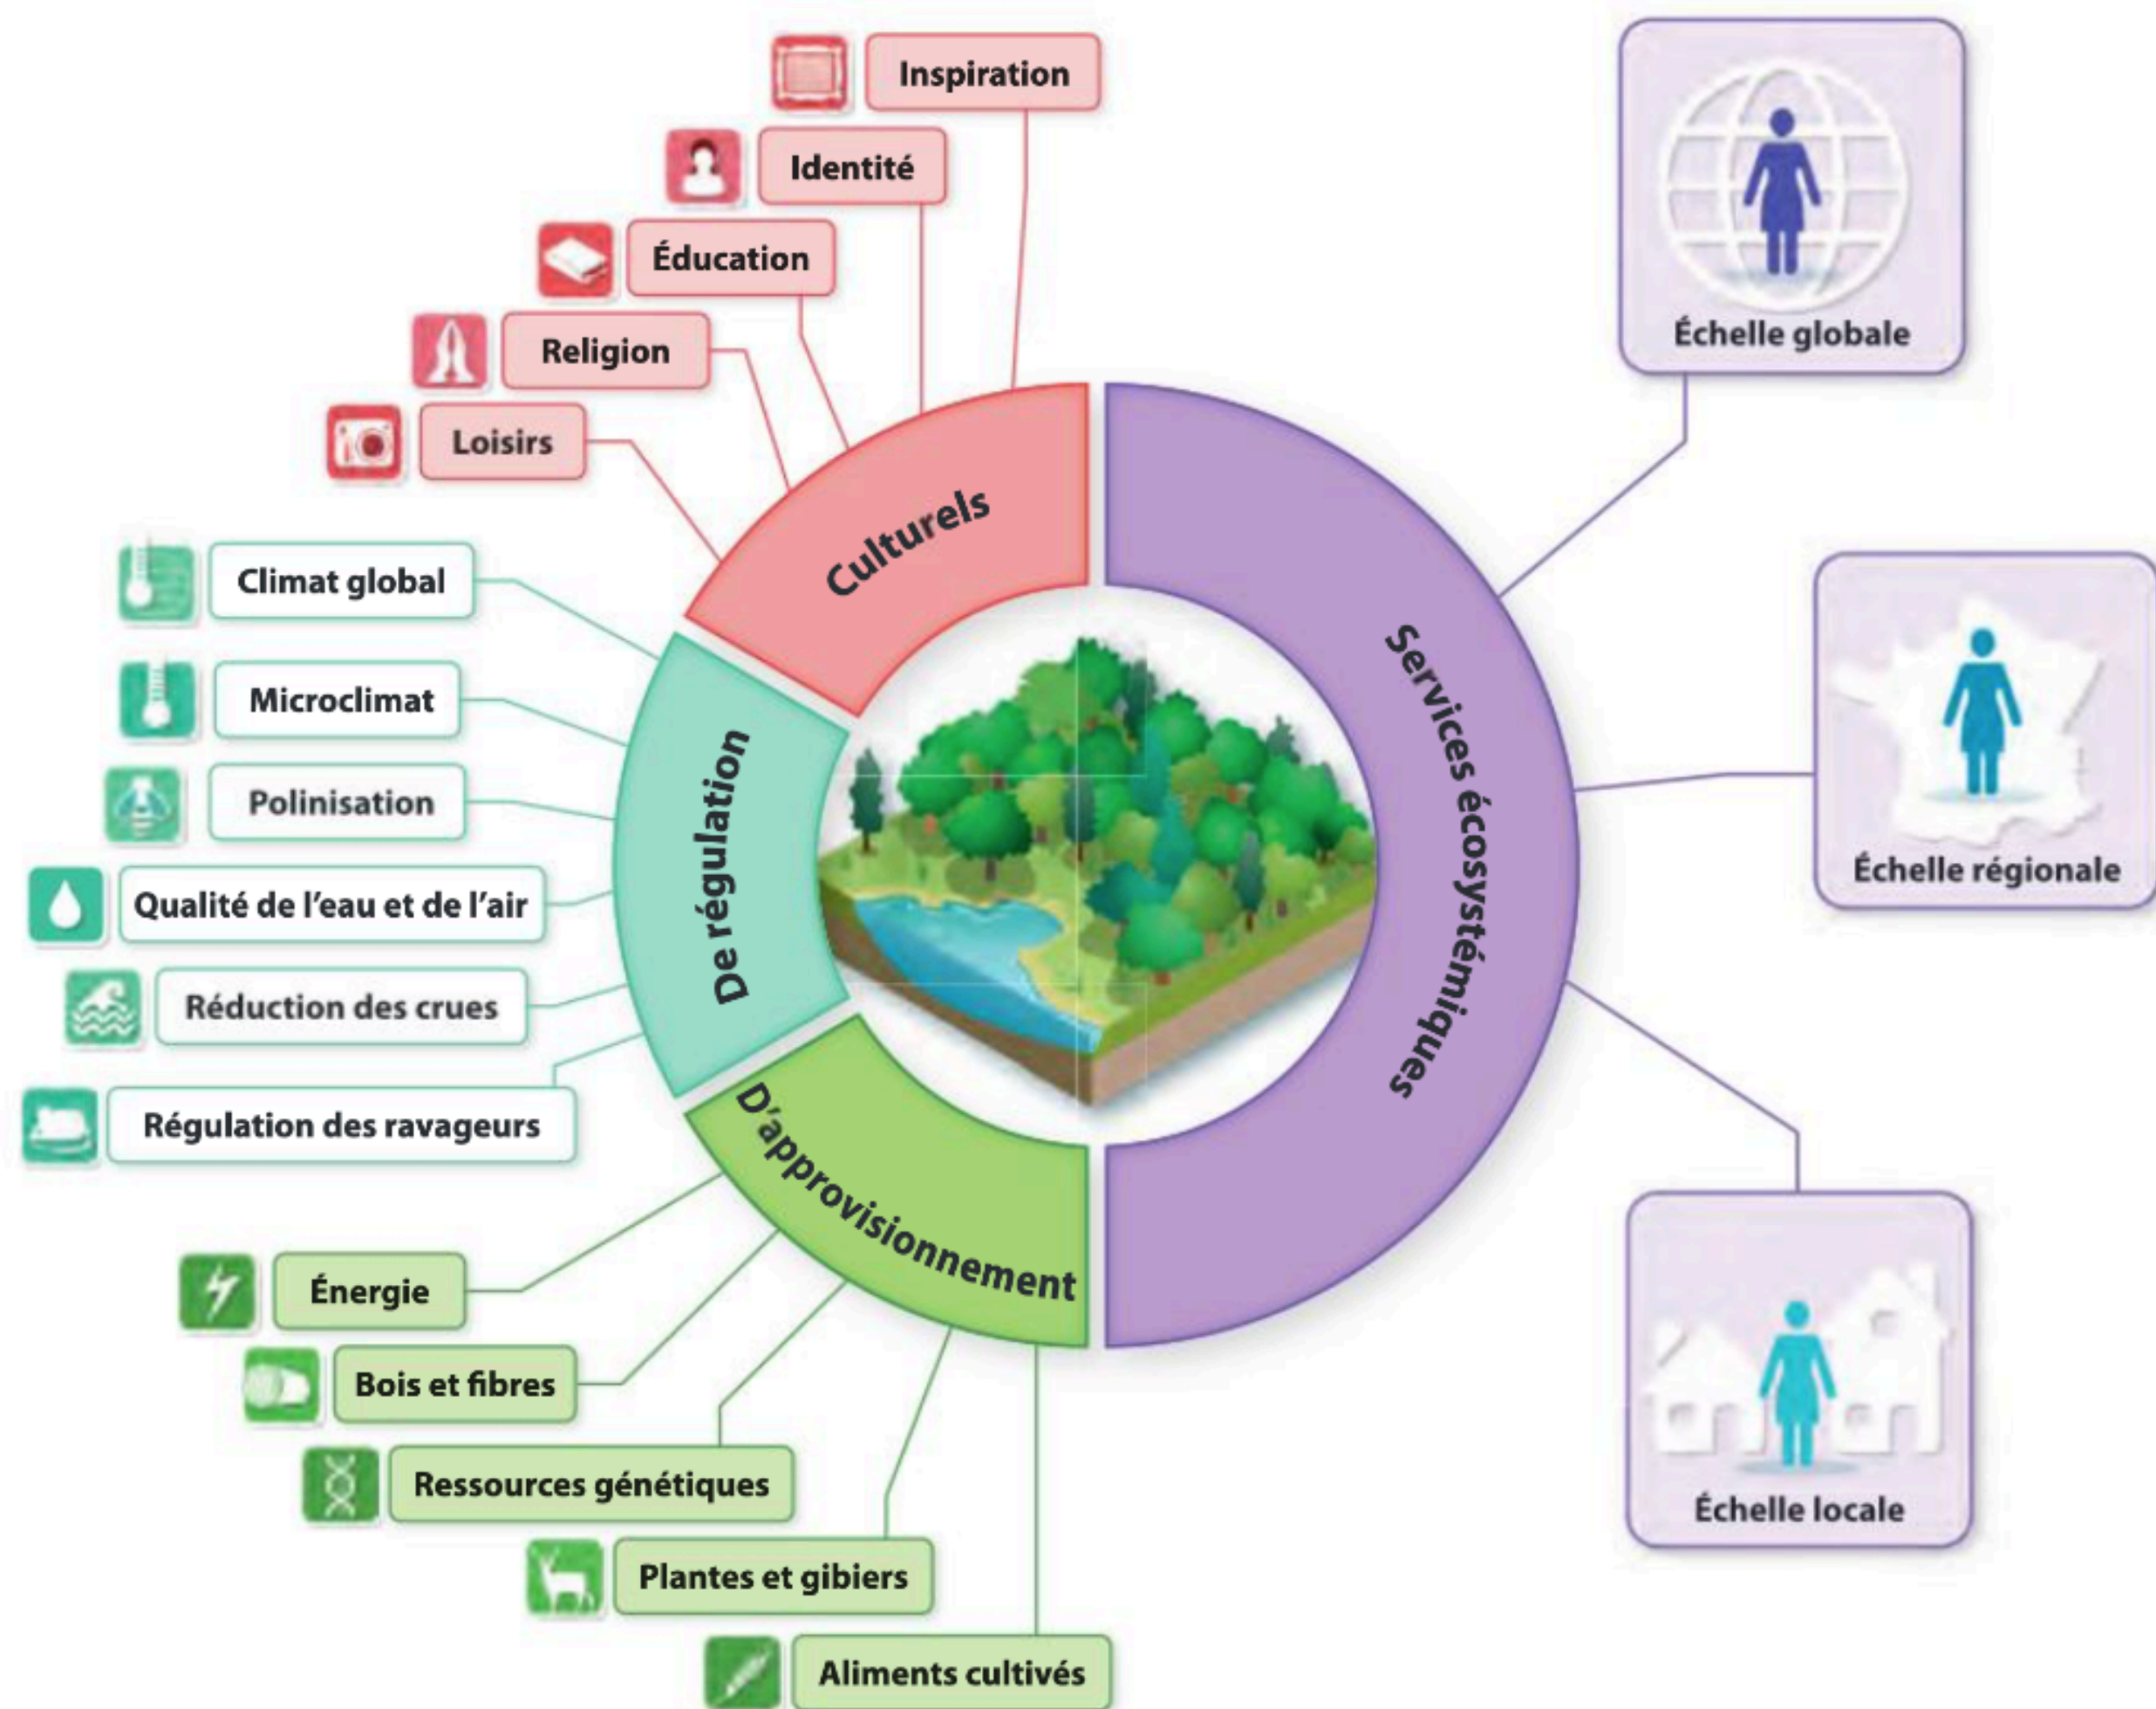 Inspiration
Identité
Éducation
Religion
Loisirs
Culturels
Climat global
Microclimat
Polinisation
Qualité de l'eau et de l'air
Réduction des crues
Régulation des ravageurs
De régulation
Énergie
Bois et fibres
Ressources génétiques
Plantes et gibiers
Aliments cultivés
D'approvisionnement
Services écosystémiques
Échelle globale
Échelle régionale
Échelle locale